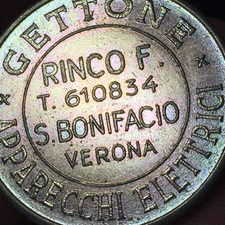 GETTONE
RINCO F.
T. 610834
S. BONIFACIO
VERONA
APPARECCHI ELETTRICI